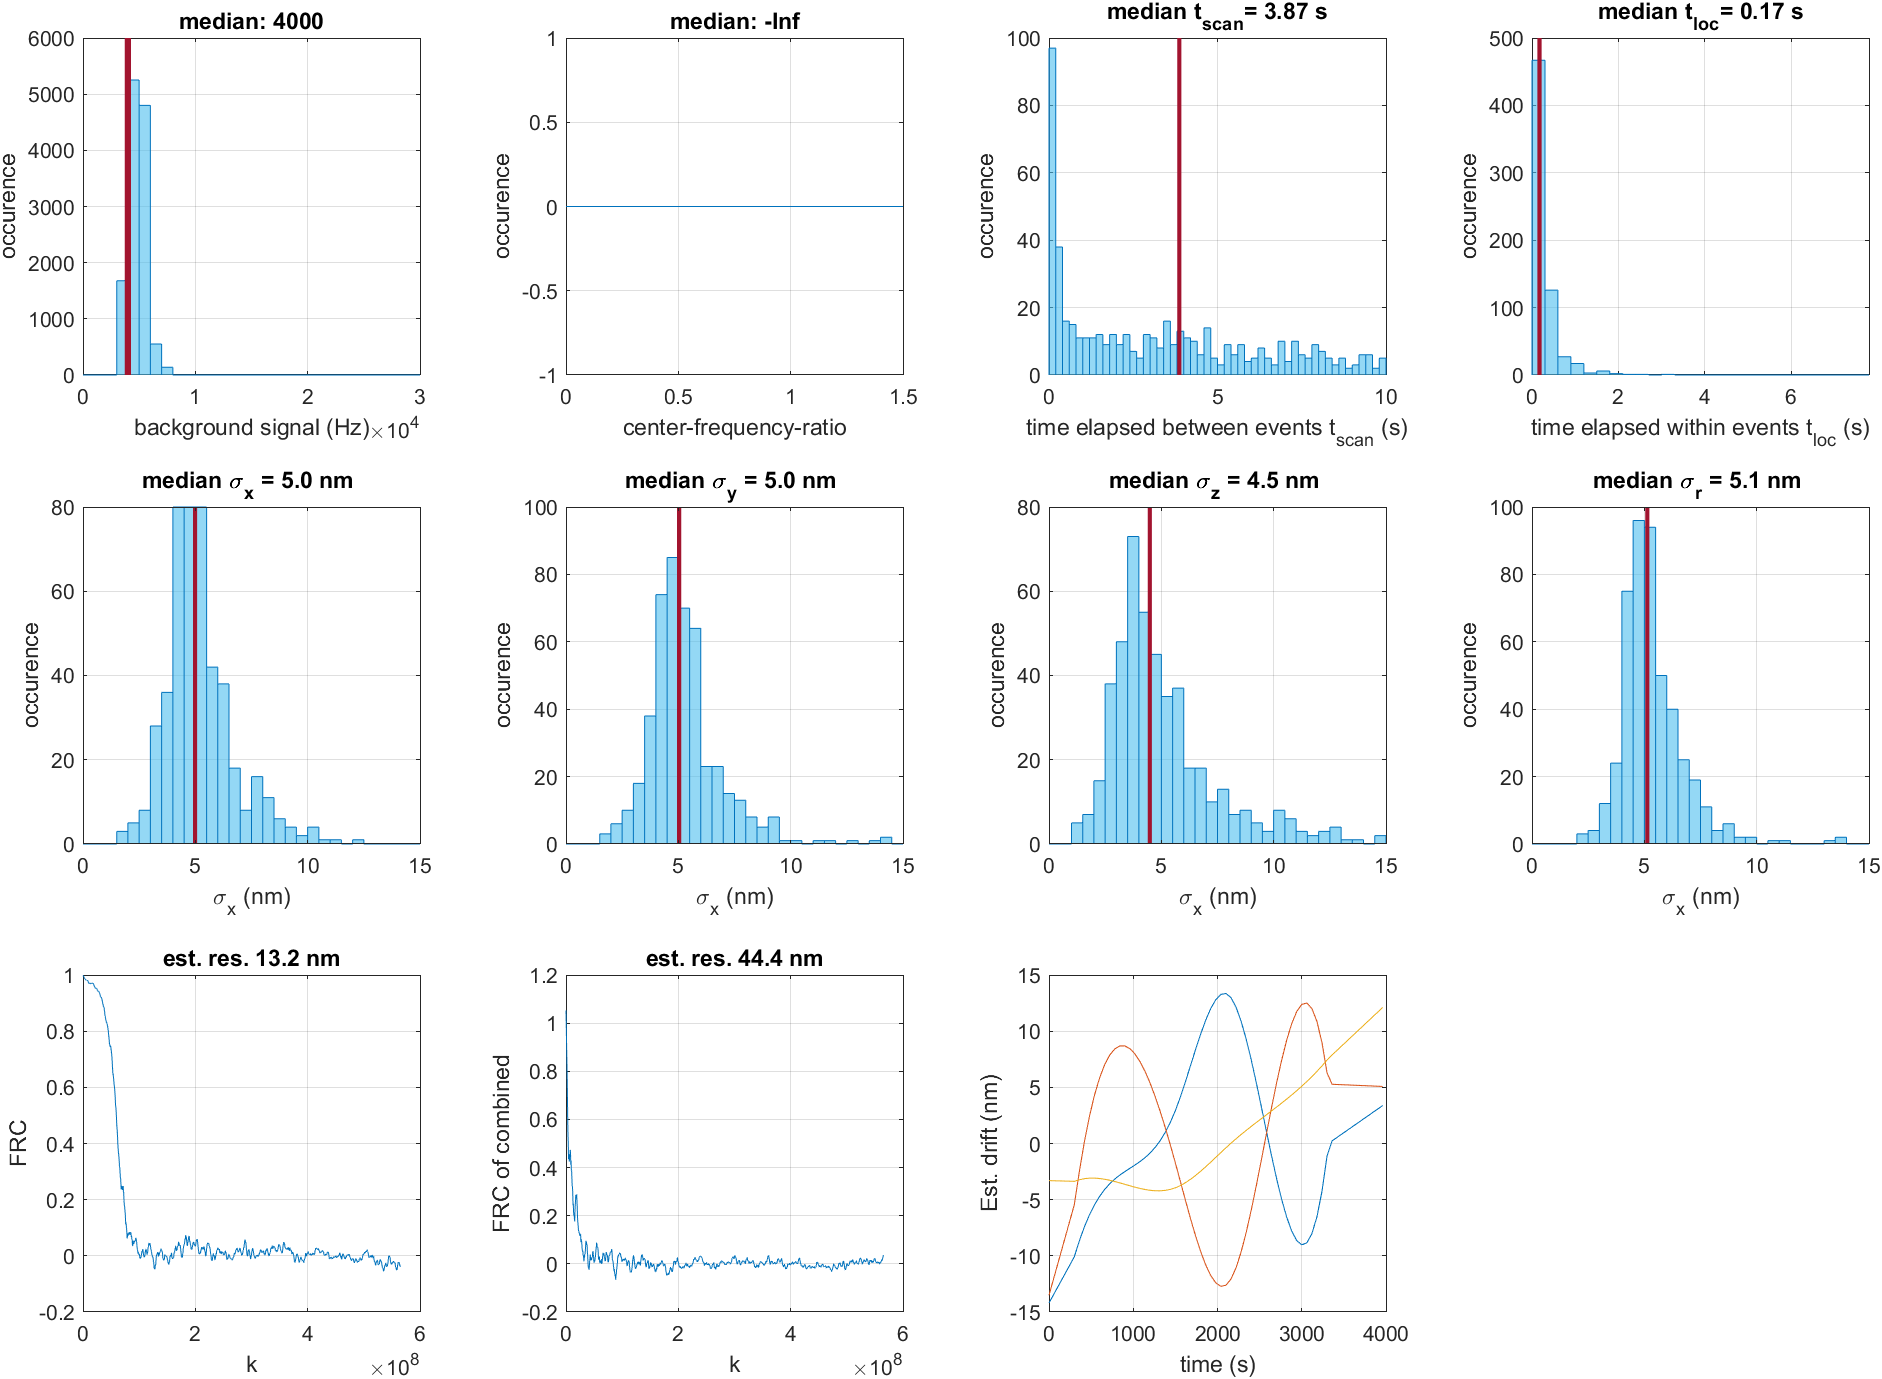 median: 4000
6000
5000
4000
3000
2000
1000
0
occurence
0 1 2 3
background signal (Hz) ×10^4
median: -Inf
1
0.5
0
-0.5
-1
occurence
0 0.5 1 1.5
center-frequency-ratio
median t_scan= 3.87 s
100
80
60
40
20
0
occurence
0 5 10
time elapsed between events t_scan (s)
median t_loc= 0.17 s
500
400
300
200
100
0
occurence
0 2 4 6
time elapsed within events t_loc (s)
median σ_x = 5.0 nm
80
60
40
20
0
occurence
0 5 10 15
σ_x (nm)
median σ_y = 5.0 nm
100
80
60
40
20
0
occurence
0 5 10 15
σ_x (nm)
median σ_z = 4.5 nm
80
60
40
20
0
occurence
0 5 10 15
σ_x (nm)
median σ_r = 5.1 nm
100
80
60
40
20
0
occurence
0 5 10 15
σ_x (nm)
est. res. 13.2 nm
1
0.8
0.6
0.4
0.2
0
-0.2
FRC
0 2 4 6
k ×10^8
est. res. 44.4 nm
1.2
1
0.8
0.6
0.4
0.2
0
-0.2
FRC of combined
0 2 4 6
k ×10^8
15
10
5
0
-5
-10
-15
Est. drift (nm)
0 1000 2000 3000 4000
time (s)